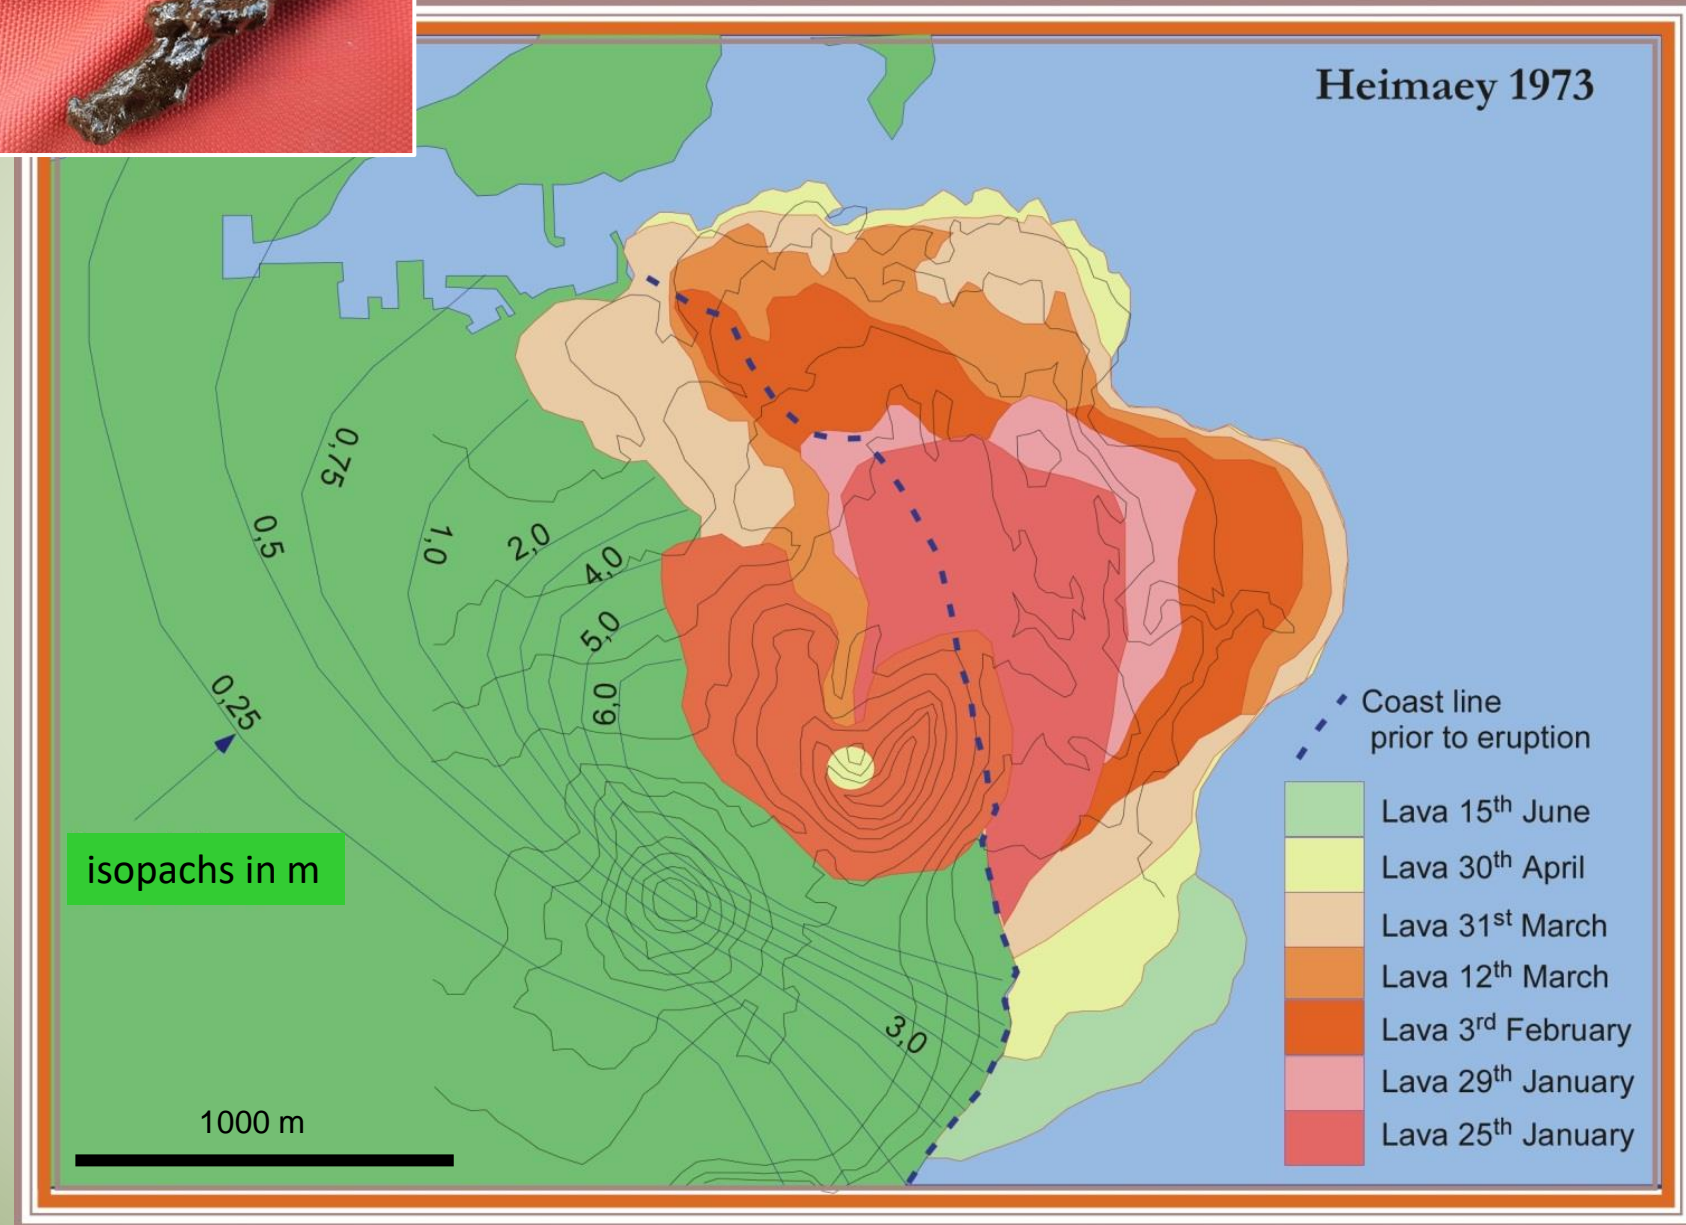 Heimaey 1973
0,75
0,5
1,0
2,0
4,0
5,0
6,0
0,25
3,0
Coast line
prior to eruption
isopachs in m
1000 m
Lava 15th June
Lava 30th April
Lava 31st March
Lava 12th March
Lava 3rd February
Lava 29th January
Lava 25th January